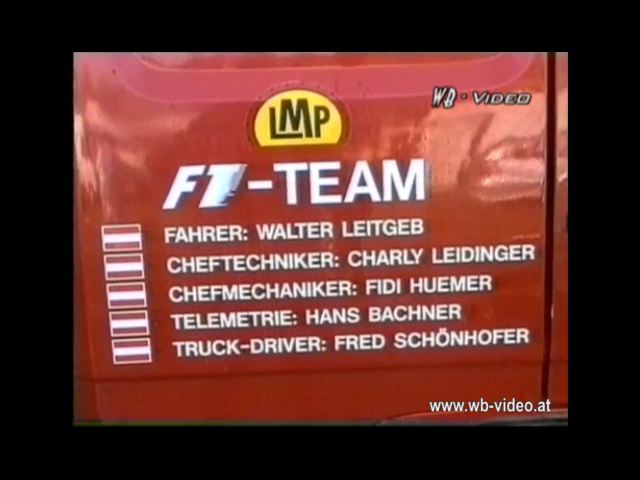 LMP
WB · VIDEO
F1-TEAM
FAHRER: WALTER LEITGEB
CHEFTECHNIKER: CHARLY LEIDINGER
CHEFMECHANIKER: FIDI HUEMER
TELEMETRIE: HANS BACHNER
TRUCK-DRIVER: FRED SCHÖNHOFER
www.wb-video.at